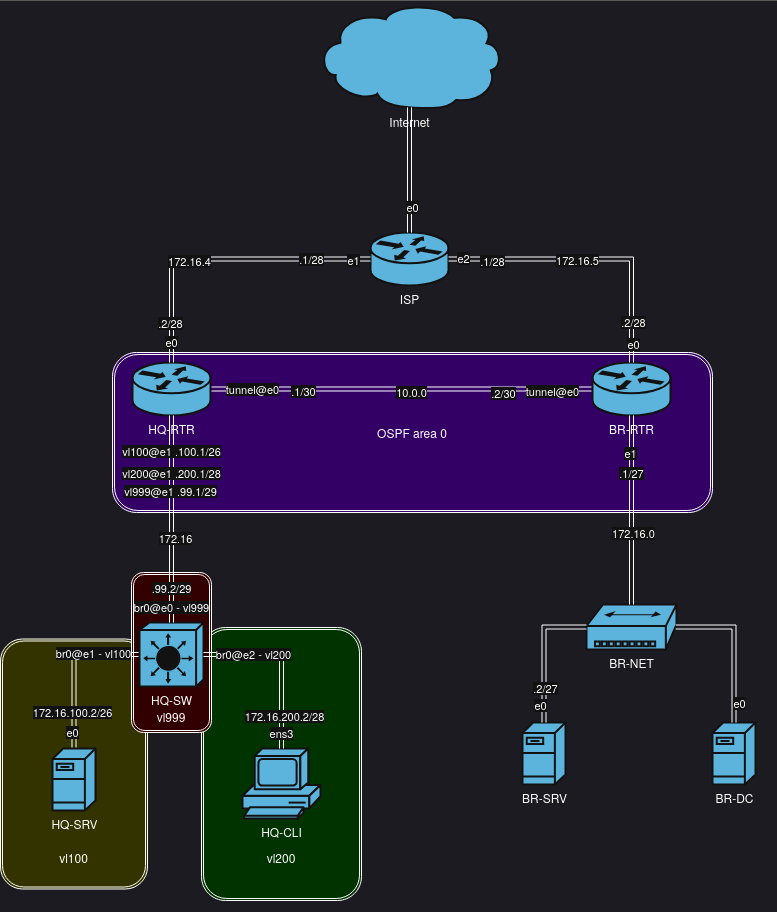 Internet
e0
172.16.4
.1/28
e1
e2
.1/28
172.16.5
ISP
.2/28
e0
.2/28
e0
tunnel@e0
.1/30
10.0.0
.2/30
tunnel@e0
HQ-RTR
OSPF area 0
BR-RTR
vl100@e1 .100.1/26
vl200@e1 .200.1/28
vl999@e1 .99.1/29
e1
.1/27
172.16
172.16.0
.99.2/29
br0@e0 - vl999
br0@e1 - vl100
br0@e2 - vl200
HQ-SW
vl999
BR-NET
172.16.100.2/26
e0
172.16.200.2/28
ens3
.2/27
e0
e0
HQ-SRV
HQ-CLI
BR-SRV
BR-DC
vl100
vl200